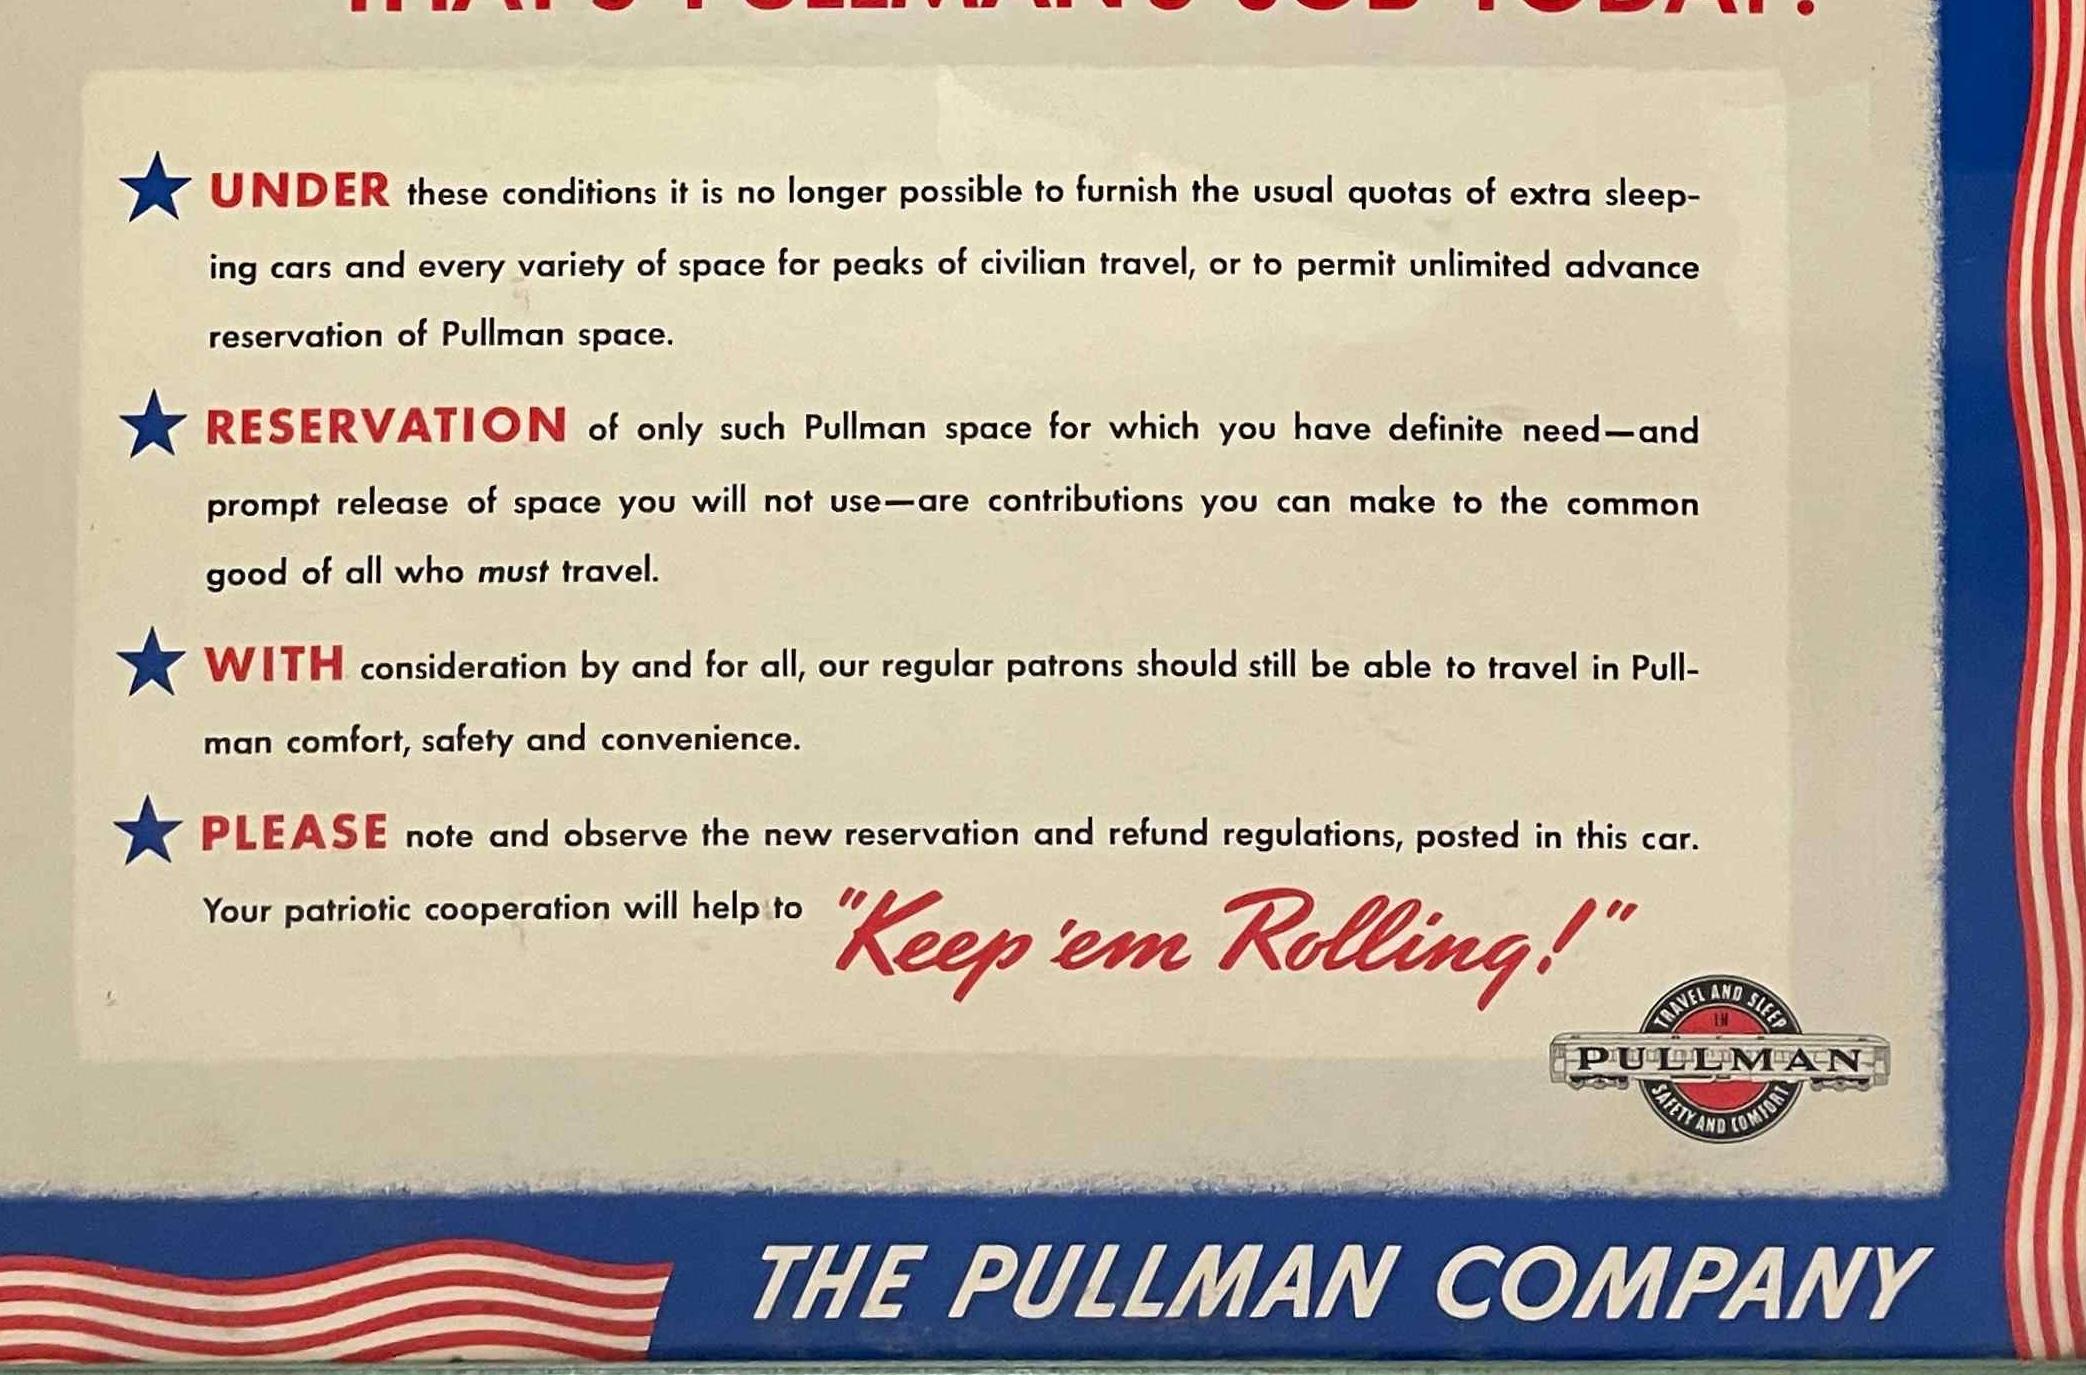 THAT'S PULLMAN'S JOB TODAY!
UNDER these conditions it is no longer possible to furnish the usual quotas of extra sleep-
ing cars and every variety of space for peaks of civilian travel, or to permit unlimited advance
reservation of Pullman space.
RESERVATION of only such Pullman space for which you have definite need—and
prompt release of space you will not use—are contributions you can make to the common
good of all who must travel.
WITH consideration by and for all, our regular patrons should still be able to travel in Pull-
man comfort, safety and convenience.
PLEASE note and observe the new reservation and refund regulations, posted in this car.
Your patriotic cooperation will help to "Keep 'em Rolling!"
TRAVEL AND SLEEP
IN
PULLMAN
SAFETY AND COMFORT
THE PULLMAN COMPANY